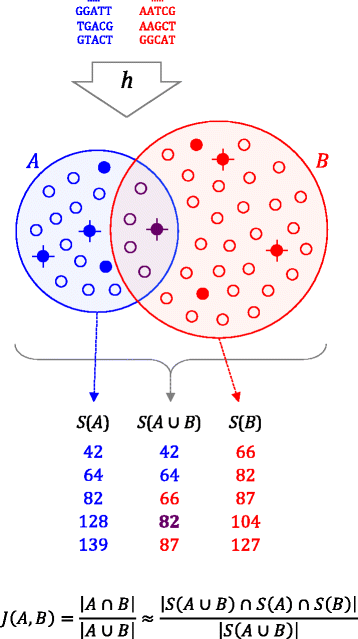 GGATT AATCG
TGACG AAGCT
GTACT GGCAT
h
A B
S(A) S(A ∪ B) S(B)
42 42 66
64 64 82
82 66 87
128 82 104
139 87 127
J(A, B) = |A ∩ B| / |A ∪ B| ≈ |S(A ∪ B) ∩ S(A) ∩ S(B)| / |S(A ∪ B)|